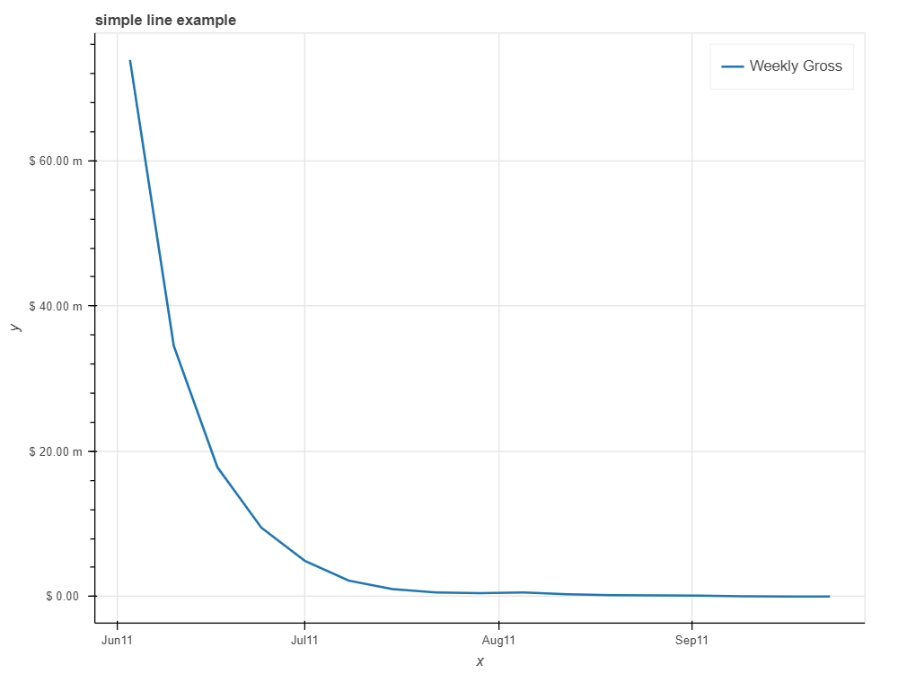 simple line example
Weekly Gross
$ 60.00 m
$ 40.00 m
$ 20.00 m
$ 0.00
y
Jun11 Jul11 Aug11 Sep11
x